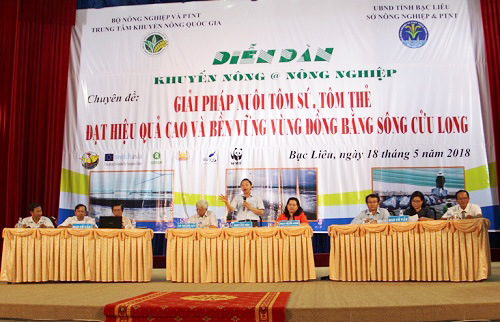 BỘ NÔNG NGHIỆP VÀ PTNT
TRUNG TÂM KHUYẾN NÔNG QUỐC GIA
UBND TỈNH BẠC LIÊU
SỞ NÔNG NGHIỆP & PTNT
DIỄN ĐÀN
KHUYẾN NÔNG @ NÔNG NGHIỆP
Chuyên đề:
GIẢI PHÁP NUÔI TÔM SÚ, TÔM THẺ
ĐẠT HIỆU QUẢ CAO VÀ BỀN VỮNG VÙNG ĐỒNG BẰNG SÔNG CỬU LONG
WWF
Bạc Liêu, ngày 18 tháng 5 năm 2018